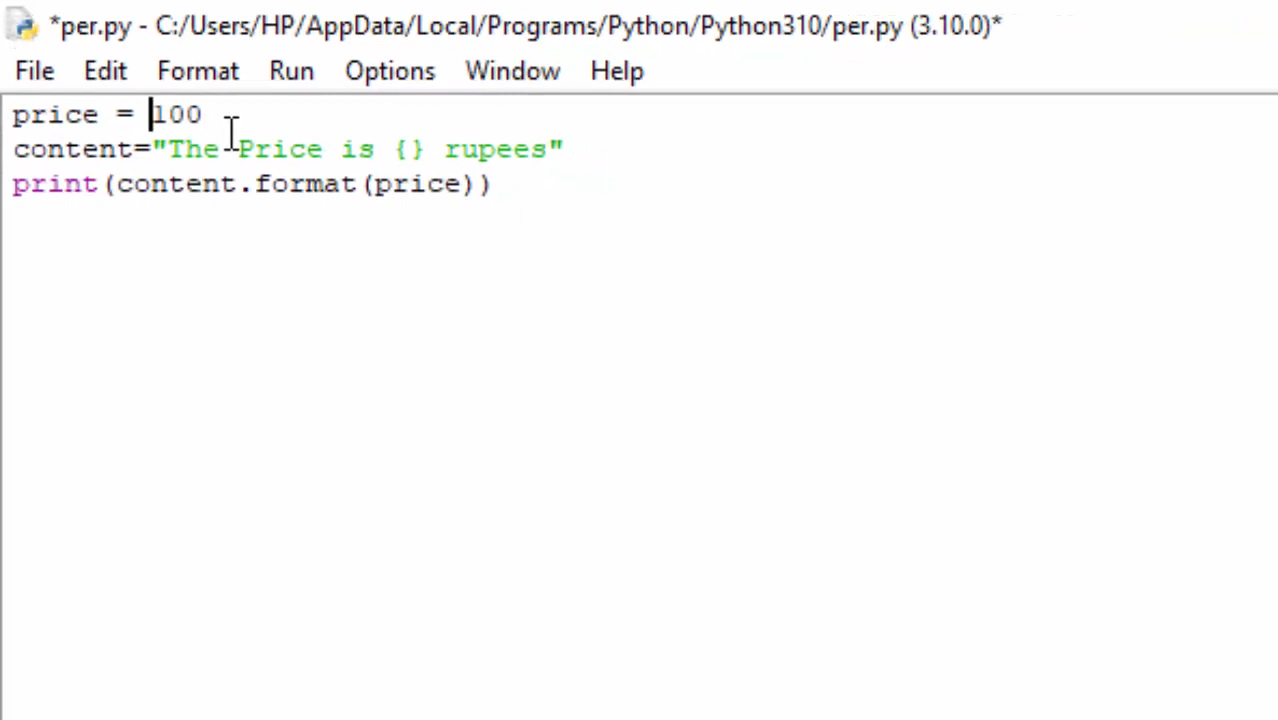 *per.py - C:/Users/HP/AppData/Local/Programs/Python/Python310/per.py (3.10.0)*
File Edit Format Run Options Window Help
price = 100
content="The Price is {} rupees"
print(content.format(price))